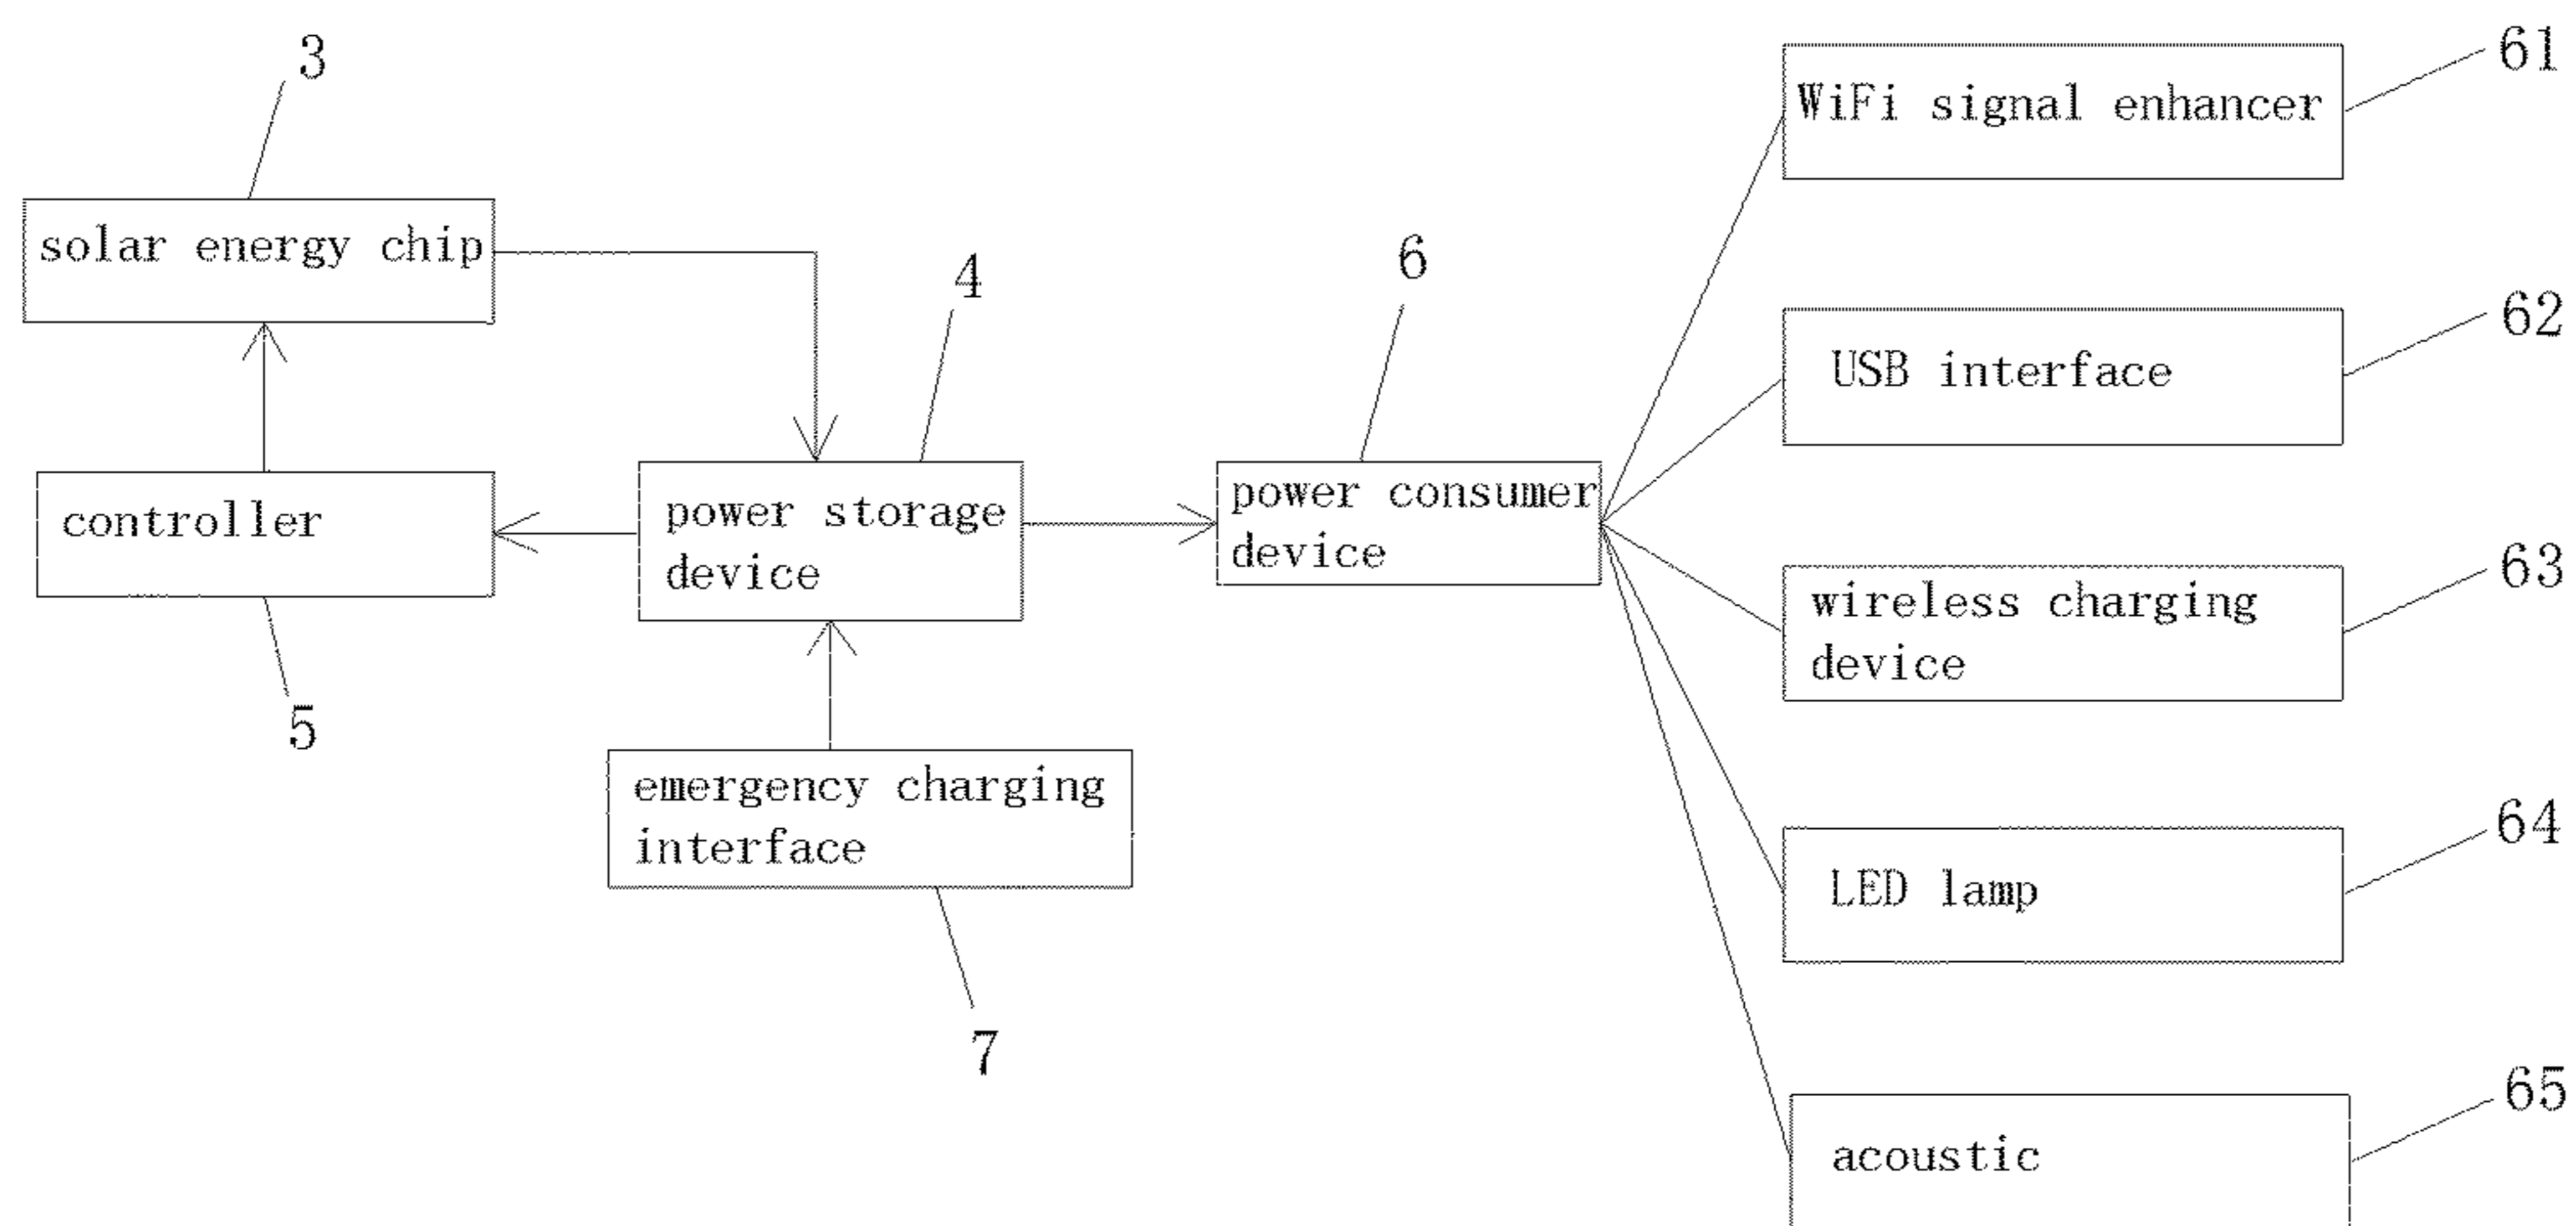 3
solar energy chip
controller
5
4
power storage
device
emergency charging
interface
7
6
power consumer
device
WiFi signal enhancer
61
USB interface
62
wireless charging
device
63
LED lamp
64
acoustic
65